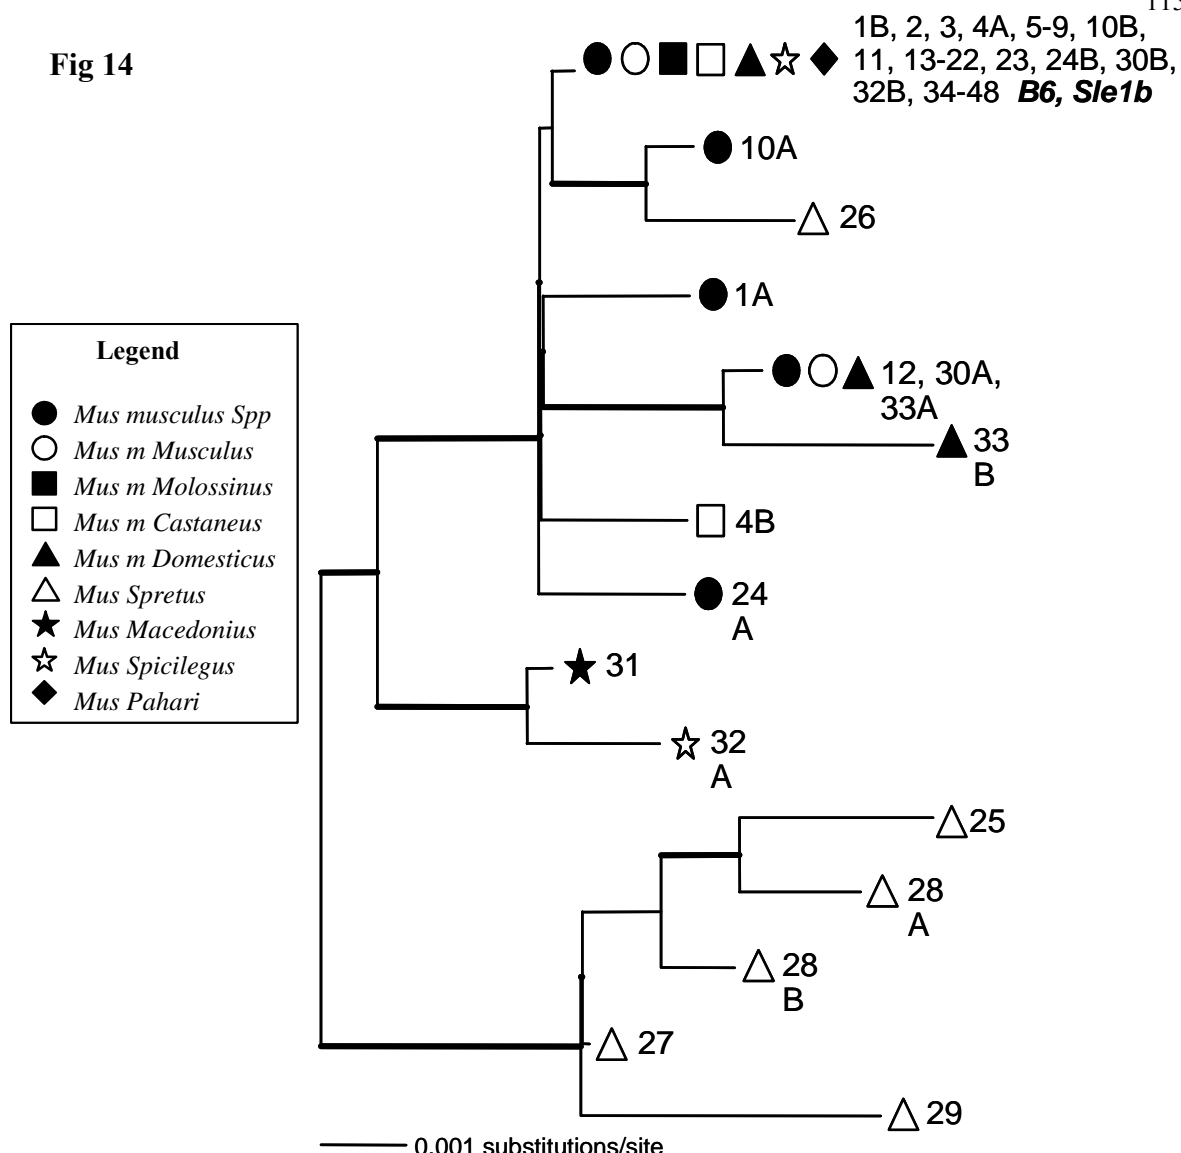 113
1B, 2, 3, 4A, 5-9, 10B,
Fig 14
11, 13-22, 23, 24B, 30B,
32B, 34-48 B6, Sle1b
10A
26
1A
Legend
Mus musculus Spp
Mus m Musculus
Mus m Molossinus
Mus m Castaneus
Mus m Domesticus
Mus Spretus
Mus Macedonius
Mus Spicilegus
Mus Pahari
12, 30A,
33A
33
B
4B
24
A
31
32
A
25
28
A
28
B
27
29
0.001 substitutions/site